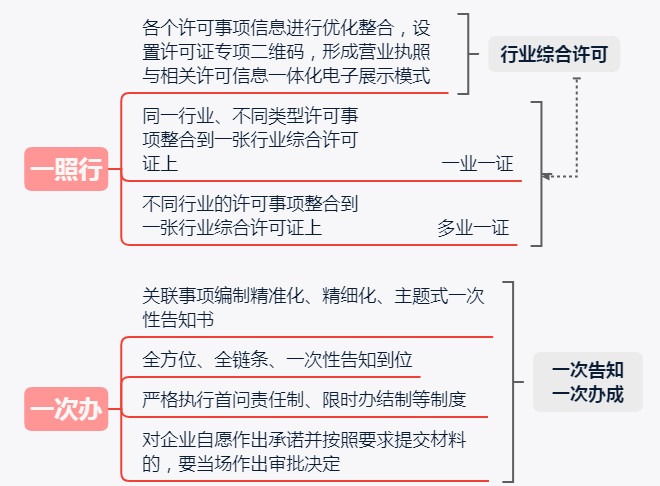 各个许可事项信息进行优化整合，设
置许可证专项二维码，形成营业执照
与相关许可信息一体化电子展示模式
行业综合许可
一照行
同一行业、不同类型许可事
项整合到一张行业综合许可
证上 一业一证
不同行业的许可事项整合到
一张行业综合许可证上 多业一证
关联事项编制精准化、精细化、主题式一次
性告知书
全方位、全链条、一次性告知到位
一次办
严格执行首问责任制、限时办结制等制度
对企业自愿作出承诺并按照要求提交材料
的，要当场作出审批决定
一次告知
一次办成